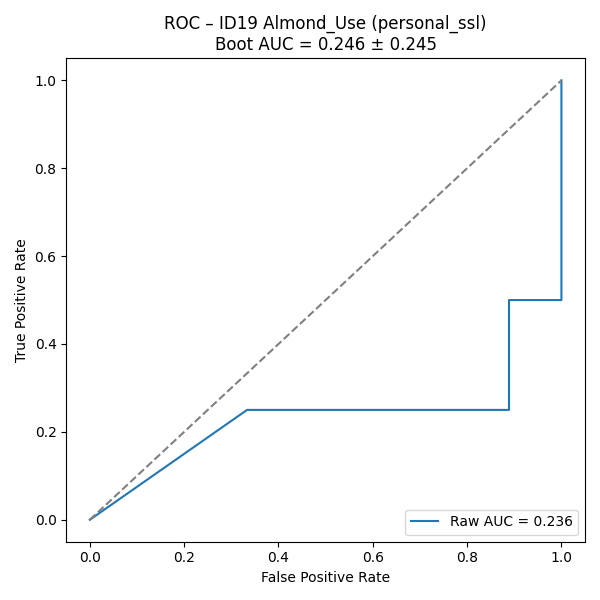 ROC – ID19 Almond_Use (personal_ssl)
Boot AUC = 0.246 ± 0.245
1.0
0.8
0.6
0.4
0.2
0.0
True Positive Rate
Raw AUC = 0.236
0.0 0.2 0.4 0.6 0.8 1.0
False Positive Rate